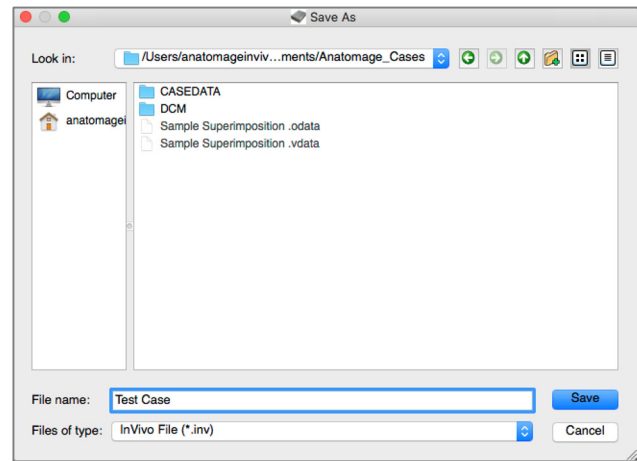 Save As
Look in: /Users/anatomageinviv...ments/Anatomage_Cases
Computer
anatomagei
CASEDATA
DCM
Sample Superimposition .odata
Sample Superimposition .vdata
File name: Test Case Save
Files of type: InVivo File (*.inv) Cancel